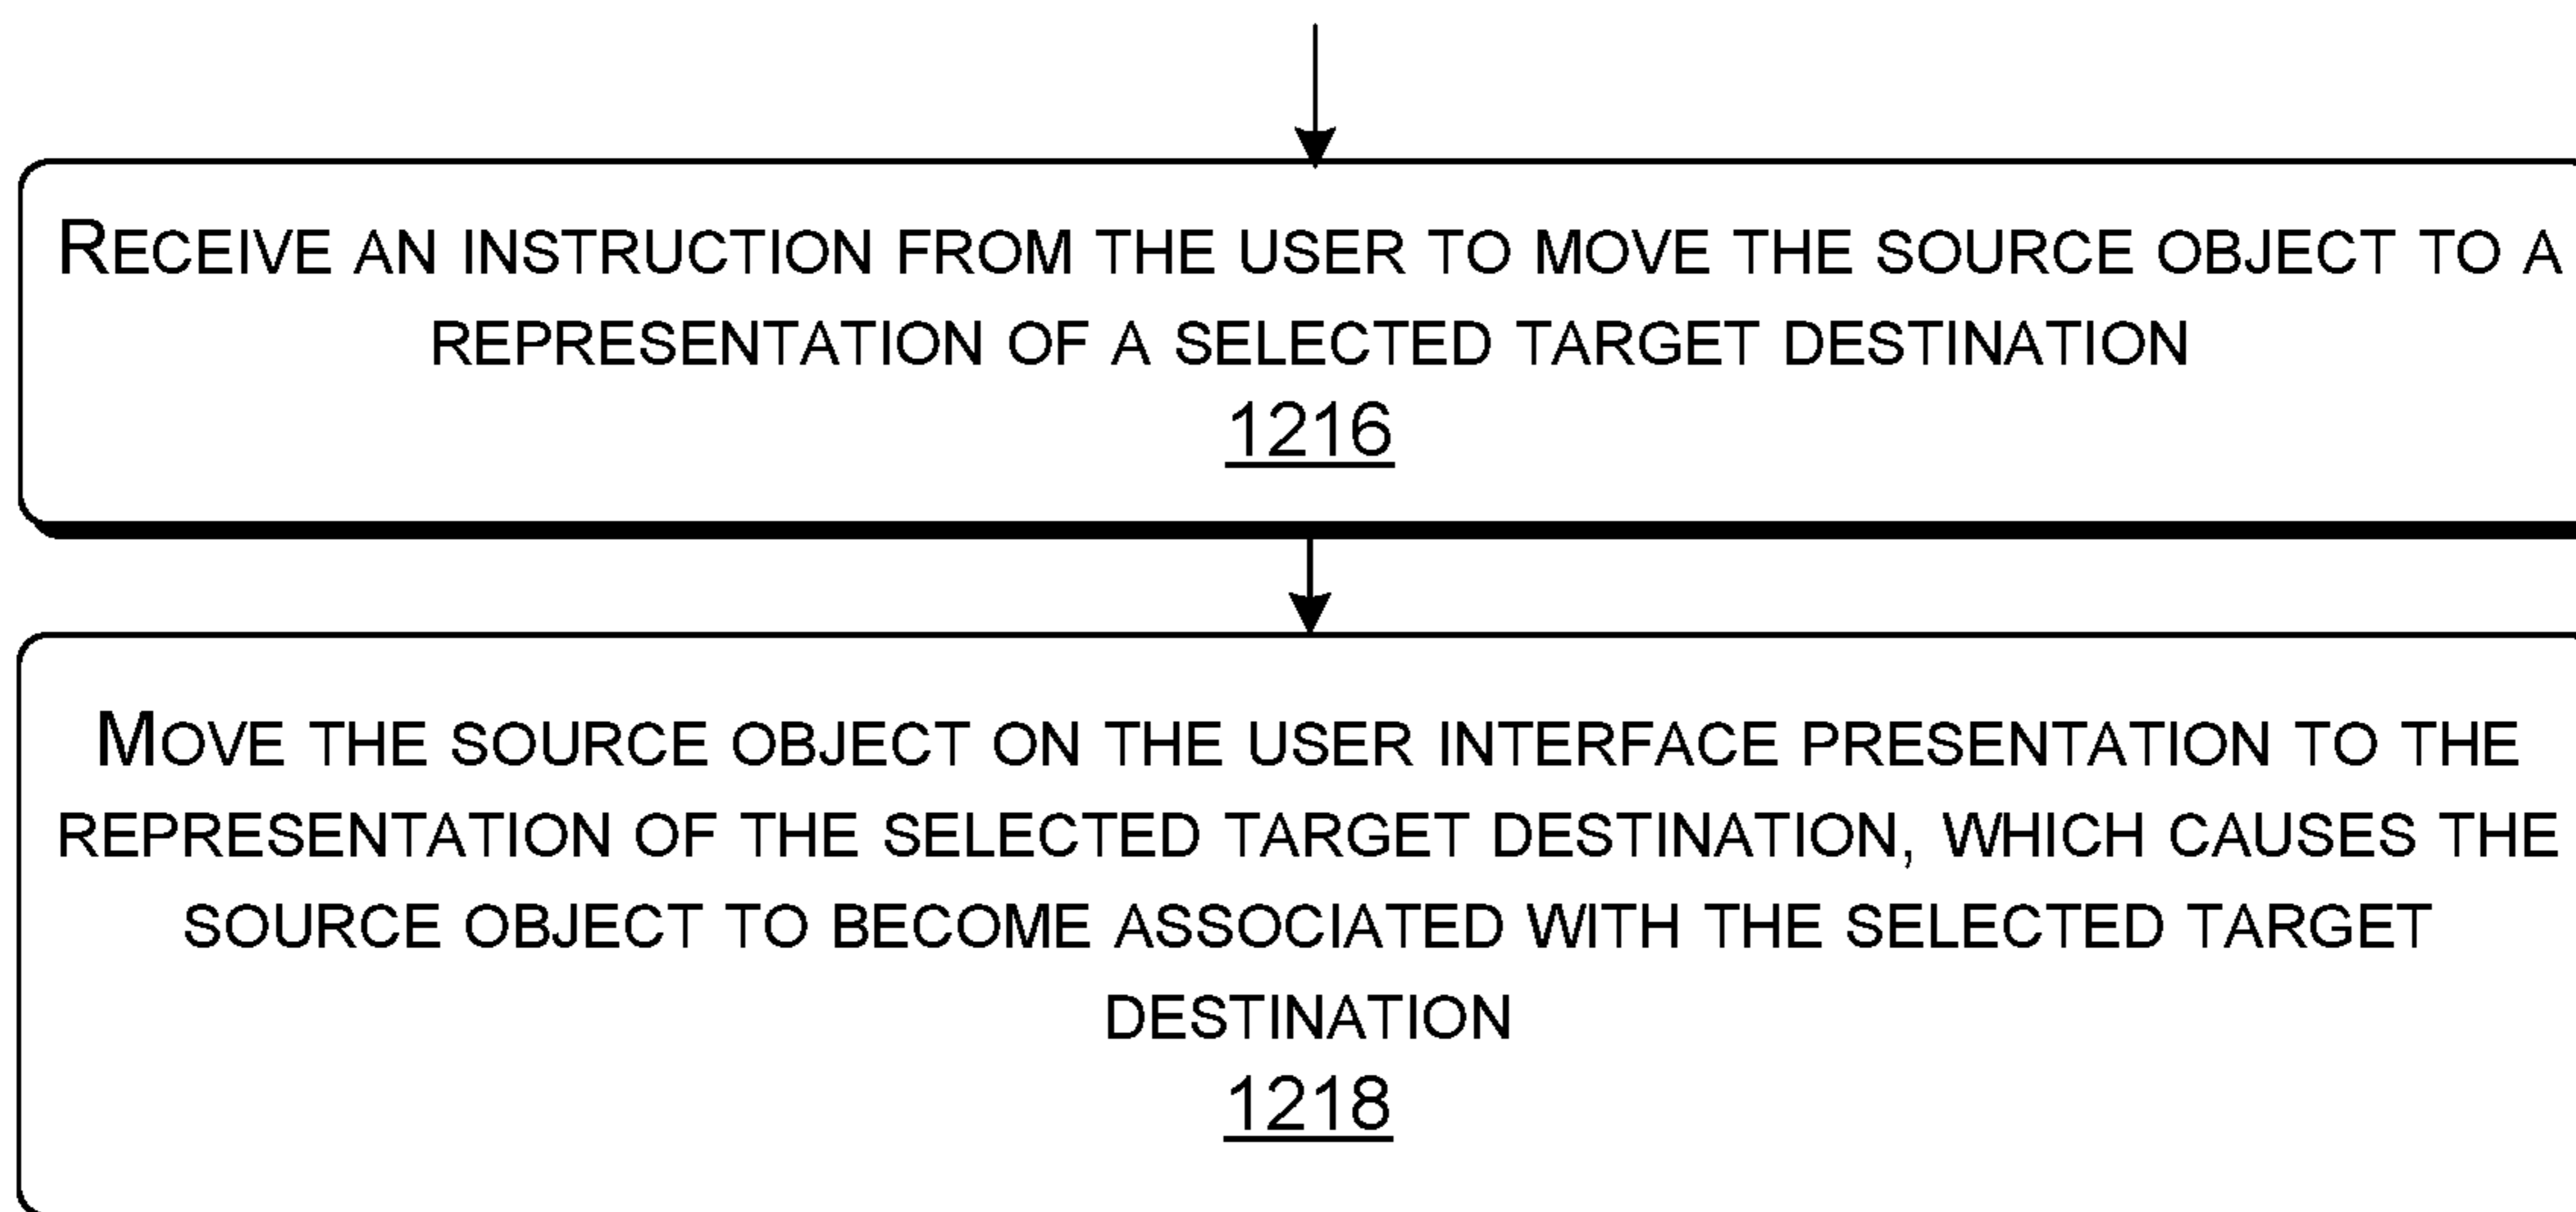 RECEIVE AN INSTRUCTION FROM THE USER TO MOVE THE SOURCE OBJECT TO A
REPRESENTATION OF A SELECTED TARGET DESTINATION
1216
MOVE THE SOURCE OBJECT ON THE USER INTERFACE PRESENTATION TO THE
REPRESENTATION OF THE SELECTED TARGET DESTINATION, WHICH CAUSES THE
SOURCE OBJECT TO BECOME ASSOCIATED WITH THE SELECTED TARGET
DESTINATION
1218